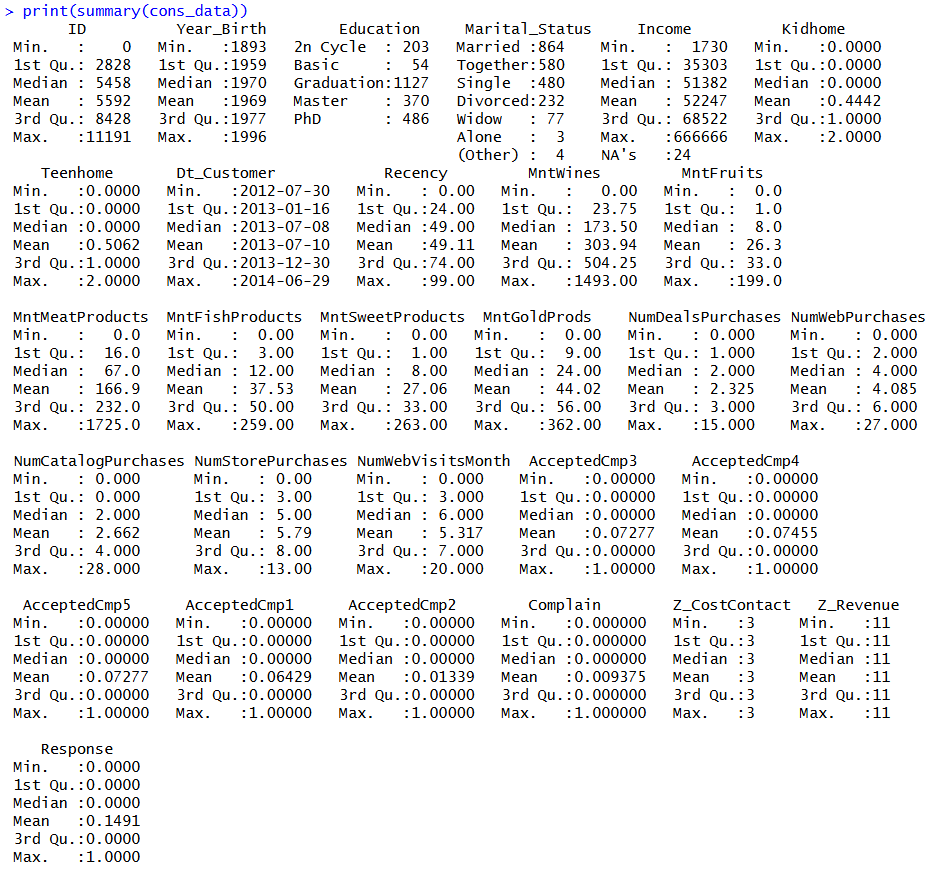 > print(summary(cons_data))
       ID          Year_Birth        Education      Marital_Status     Income          Kidhome
 Min.   :    0   Min.   :1893   2n Cycle  : 203   Married :864   Min.   :  1730   Min.   :0.0000
 1st Qu.: 2828   1st Qu.:1959   Basic     :  54   Together:580   1st Qu.: 35303   1st Qu.:0.0000
 Median : 5458   Median :1970   Graduation:1127   Single  :480   Median : 51382   Median :0.0000
 Mean   : 5592   Mean   :1969   Master    : 370   Divorced:232   Mean   : 52247   Mean   :0.4442
 3rd Qu.: 8428   3rd Qu.:1977   PhD       : 486   Widow   : 77   3rd Qu.: 68522   3rd Qu.:1.0000
 Max.   :11191   Max.   :1996                     Alone   :  3   Max.   :666666   Max.   :2.0000
                                                  (Other) :  4   NA's   :24
    Teenhome       Dt_Customer            Recency         MntWines         MntFruits
 Min.   :0.0000   Min.   :2012-07-30   Min.   : 0.00   Min.   :   0.00   Min.   :  0.0
 1st Qu.:0.0000   1st Qu.:2013-01-16   1st Qu.:24.00   1st Qu.:  23.75   1st Qu.:  1.0
 Median :0.0000   Median :2013-07-08   Median :49.00   Median : 173.50   Median :  8.0
 Mean   :0.5062   Mean   :2013-07-10   Mean   :49.11   Mean   : 303.94   Mean   : 26.3
 3rd Qu.:1.0000   3rd Qu.:2013-12-30   3rd Qu.:74.00   3rd Qu.: 504.25   3rd Qu.: 33.0
 Max.   :2.0000   Max.   :2014-06-29   Max.   :99.00   Max.   :1493.00   Max.   :199.0
 MntMeatProducts  MntFishProducts  MntSweetProducts  MntGoldProds    NumDealsPurchases NumWebPurchases
 Min.   :   0.0   Min.   :  0.00   Min.   :  0.00   Min.   :  0.00   Min.   : 0.000    Min.   : 0.000
 1st Qu.:  16.0   1st Qu.:  3.00   1st Qu.:  1.00   1st Qu.:  9.00   1st Qu.: 1.000    1st Qu.: 2.000
 Median :  67.0   Median : 12.00   Median :  8.00   Median : 24.00   Median : 2.000    Median : 4.000
 Mean   : 166.9   Mean   : 37.53   Mean   : 27.06   Mean   : 44.02   Mean   : 2.325    Mean   : 4.085
 3rd Qu.: 232.0   3rd Qu.: 50.00   3rd Qu.: 33.00   3rd Qu.: 56.00   3rd Qu.: 3.000    3rd Qu.: 6.000
 Max.   :1725.0   Max.   :259.00   Max.   :263.00   Max.   :362.00   Max.   :15.000    Max.   :27.000
 NumCatalogPurchases NumStorePurchases NumWebVisitsMonth  AcceptedCmp3      AcceptedCmp4
 Min.   : 0.000      Min.   : 0.00     Min.   : 0.000    Min.   :0.00000   Min.   :0.00000
 1st Qu.: 0.000      1st Qu.: 3.00     1st Qu.: 3.000    1st Qu.:0.00000   1st Qu.:0.00000
 Median : 2.000      Median : 5.00     Median : 6.000    Median :0.00000   Median :0.00000
 Mean   : 2.662      Mean   : 5.79     Mean   : 5.317    Mean   :0.07277   Mean   :0.07455
 3rd Qu.: 4.000      3rd Qu.: 8.00     3rd Qu.: 7.000    3rd Qu.:0.00000   3rd Qu.:0.00000
 Max.   :28.000      Max.   :13.00     Max.   :20.000    Max.   :1.00000   Max.   :1.00000
  AcceptedCmp5      AcceptedCmp1      AcceptedCmp2        Complain        Z_CostContact   Z_Revenue
 Min.   :0.00000   Min.   :0.00000   Min.   :0.00000   Min.   :0.000000   Min.   :3     Min.   :11
 1st Qu.:0.00000   1st Qu.:0.00000   1st Qu.:0.00000   1st Qu.:0.000000   1st Qu.:3     1st Qu.:11
 Median :0.00000   Median :0.00000   Median :0.00000   Median :0.000000   Median :3     Median :11
 Mean   :0.07277   Mean   :0.06429   Mean   :0.01339   Mean   :0.009375   Mean   :3     Mean   :11
 3rd Qu.:0.00000   3rd Qu.:0.00000   3rd Qu.:0.00000   3rd Qu.:0.000000   3rd Qu.:3     3rd Qu.:11
 Max.   :1.00000   Max.   :1.00000   Max.   :1.00000   Max.   :1.000000   Max.   :3     Max.   :11
    Response
 Min.   :0.0000
 1st Qu.:0.0000
 Median :0.0000
 Mean   :0.1491
 3rd Qu.:0.0000
 Max.   :1.0000